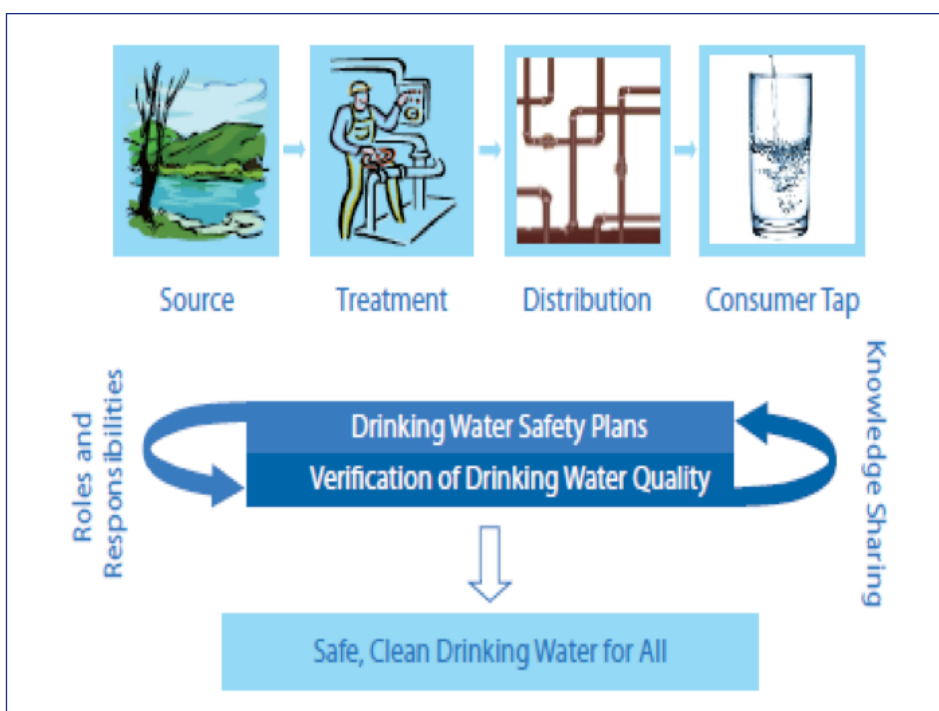 Source
Treatment
Distribution
Consumer Tap
Roles and
Responsibilities
Drinking Water Safety Plans
Verification of Drinking Water Quality
Knowledge Sharing
Safe, Clean Drinking Water for All